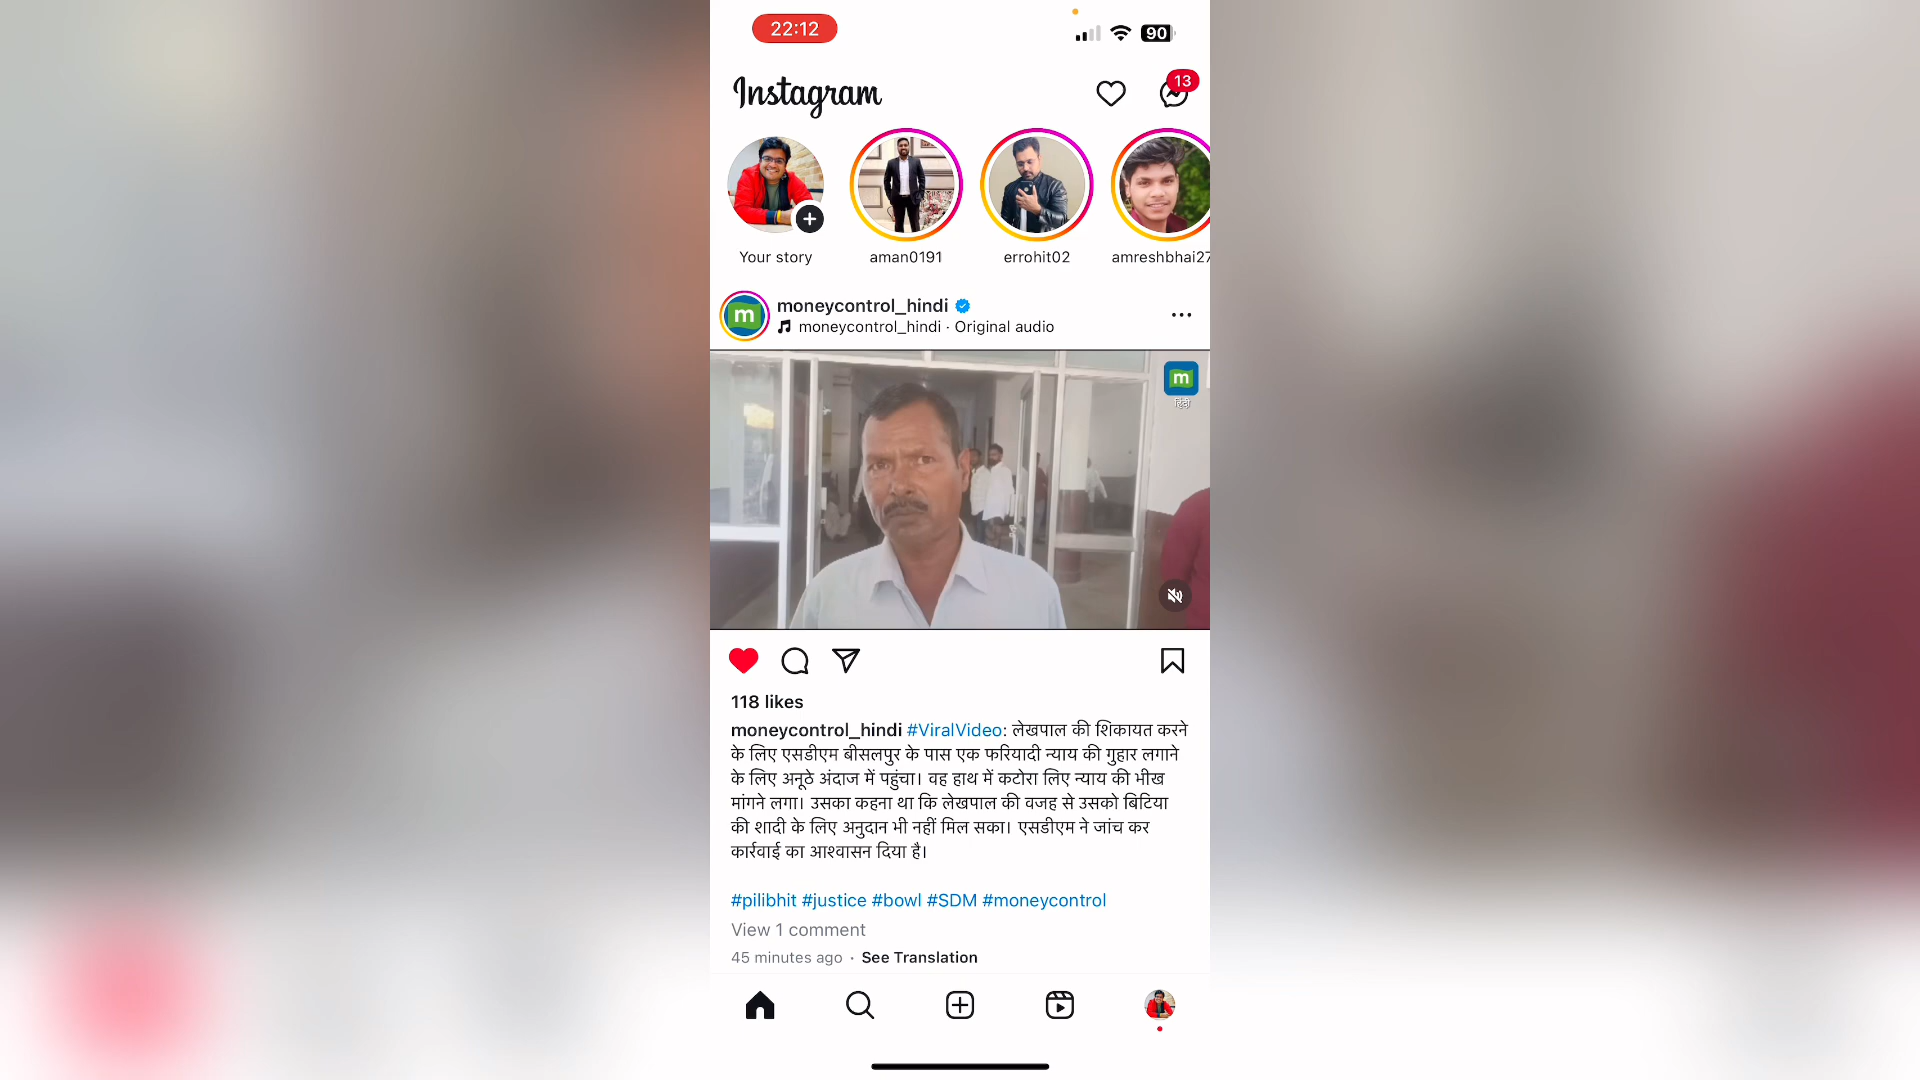 22:12
90
Instagram
13
Your story
aman0191
errohit02
amreshbhai27
moneycontrol_hindi
moneycontrol_hindi · Original audio
m
m
हिंदी
118 likes
moneycontrol_hindi #ViralVideo: लेखपाल की शिकायत करने
के लिए एसडीएम बीसलपुर के पास एक फरियादी न्याय की गुहार लगाने
के लिए अनूठे अंदाज में पहुंचा। वह हाथ में कटोरा लिए न्याय की भीख
मांगने लगा। उसका कहना था कि लेखपाल की वजह से उसको बिटिया
की शादी के लिए अनुदान भी नहीं मिल सका। एसडीएम ने जांच कर
कार्रवाई का आश्वासन दिया है।
#pilibhit #justice #bowl #SDM #moneycontrol
View 1 comment
45 minutes ago · See Translation